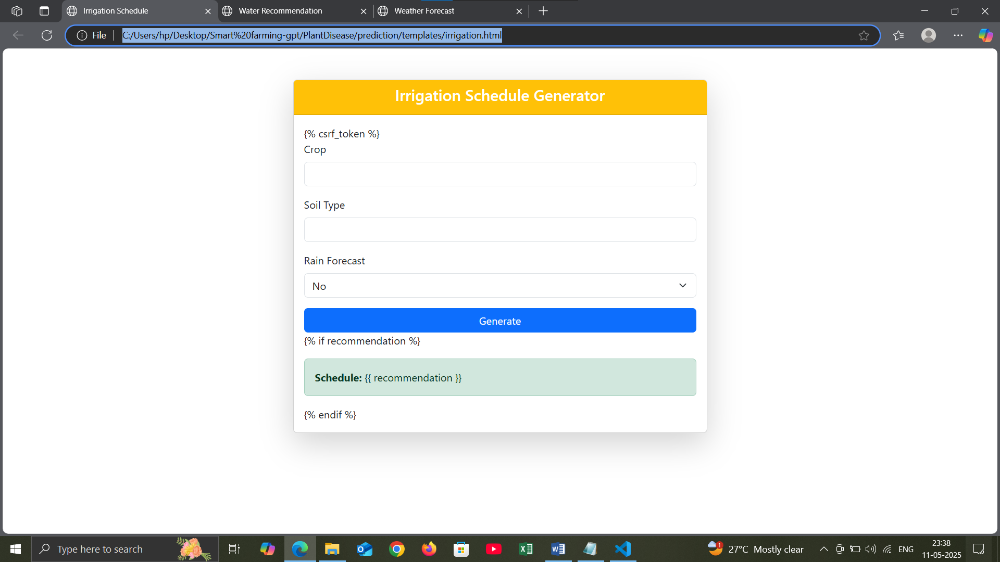 Irrigation Schedule
Water Recommendation
Weather Forecast
File
C:/Users/hp/Desktop/Smart%20farming-gpt/PlantDisease/prediction/templates/irrigation.html
Irrigation Schedule Generator
{% csrf_token %}
Crop
Soil Type
Rain Forecast
No
Generate
{% if recommendation %}
Schedule: {{ recommendation }}
{% endif %}
Type here to search
1
27°C Mostly clear
ENG
23:38
11-05-2025